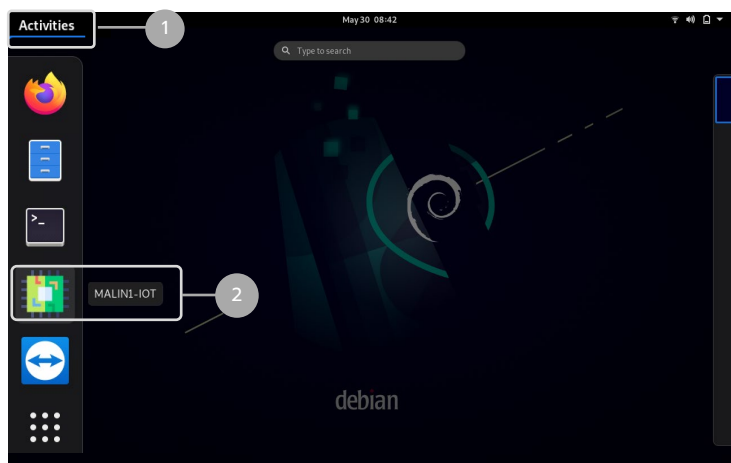 Activities
1
May 30 08:42
Type to search
>_
MALIN1-IOT
2
debian